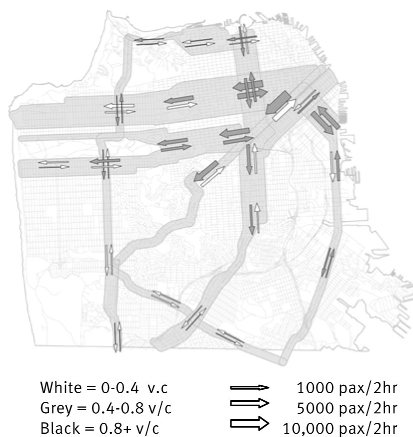 White = 0-0.4 v.c 1000 pax/2hr
Grey = 0.4-0.8 v/c 5000 pax/2hr
Black = 0.8+ v/c 10,000 pax/2hr